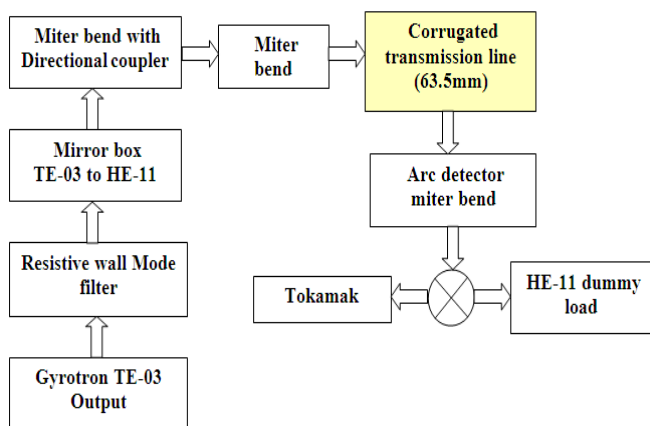 Miter bend with
Directional coupler
Miter
bend
Corrugated
transmission line
(63.5mm)
Mirror box
TE-03 to HE-11
Arc detector
miter bend
Resistive wall Mode
filter
Tokamak
HE-11 dummy
load
Gyrotron TE-03
Output